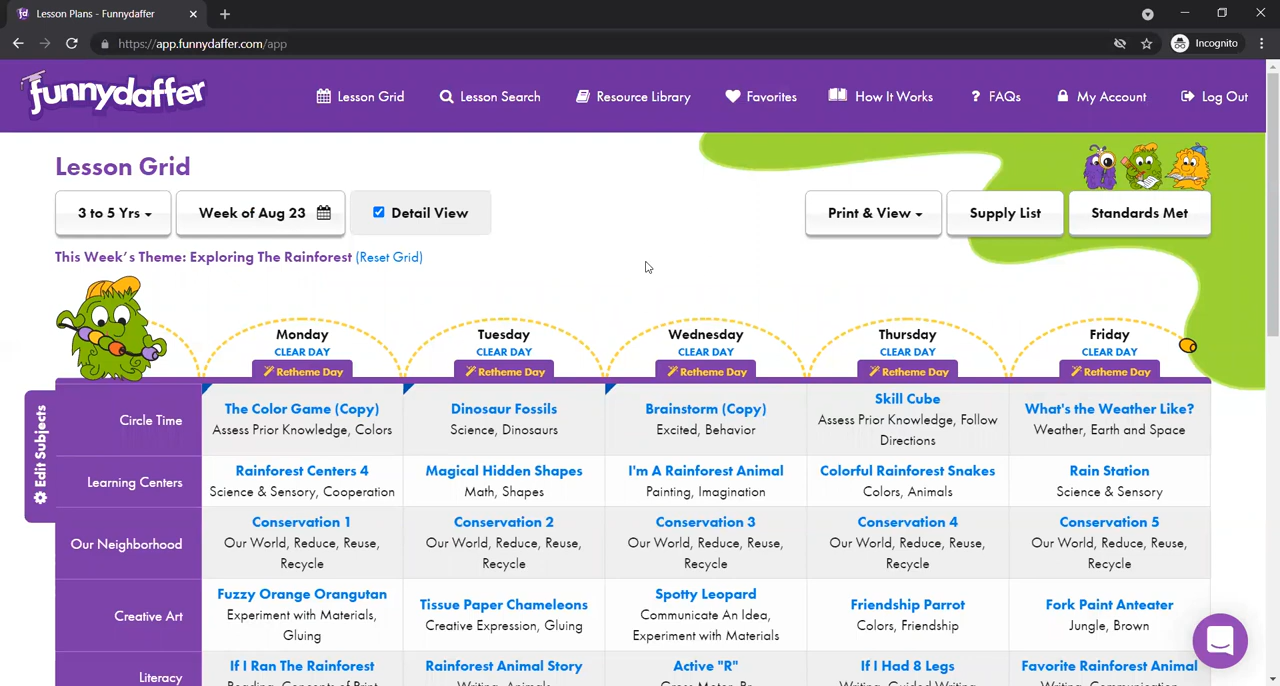 Lesson Plans - Funnydaffer
https://app.funnydaffer.com/app
Incognito
funnydaffer
Lesson Grid
Lesson Search
Resource Library
Favorites
How It Works
? FAQs
My Account
Log Out
Lesson Grid
3 to 5 Yrs
Week of Aug 23
Detail View
Print & View
Supply List
Standards Met
This Week's Theme: Exploring The Rainforest (Reset Grid)
Monday
Tuesday
Wednesday
Thursday
Friday
CLEAR DAY
CLEAR DAY
CLEAR DAY
CLEAR DAY
CLEAR DAY
Retheme Day
Retheme Day
Retheme Day
Retheme Day
Retheme Day
Edit Subjects
Circle Time
The Color Game (Copy)
Assess Prior Knowledge, Colors
Dinosaur Fossils
Science, Dinosaurs
Brainstorm (Copy)
Excited, Behavior
Skill Cube
Assess Prior Knowledge, Follow
Directions
What's the Weather Like?
Weather, Earth and Space
Learning Centers
Rainforest Centers 4
Science & Sensory, Cooperation
Magical Hidden Shapes
Math, Shapes
I'm A Rainforest Animal
Painting, Imagination
Colorful Rainforest Snakes
Colors, Animals
Rain Station
Science & Sensory
Our Neighborhood
Conservation 1
Our World, Reduce, Reuse,
Recycle
Conservation 2
Our World, Reduce, Reuse,
Recycle
Conservation 3
Our World, Reduce, Reuse,
Recycle
Conservation 4
Our World, Reduce, Reuse,
Recycle
Conservation 5
Our World, Reduce, Reuse,
Recycle
Creative Art
Fuzzy Orange Orangutan
Experiment with Materials,
Gluing
Tissue Paper Chameleons
Creative Expression, Gluing
Spotty Leopard
Communicate An Idea,
Experiment with Materials
Friendship Parrot
Colors, Friendship
Fork Paint Anteater
Jungle, Brown
Literacy
If I Ran The Rainforest
Rainforest Animal Story
Active "R"
If I Had 8 Legs
Favorite Rainforest Animal